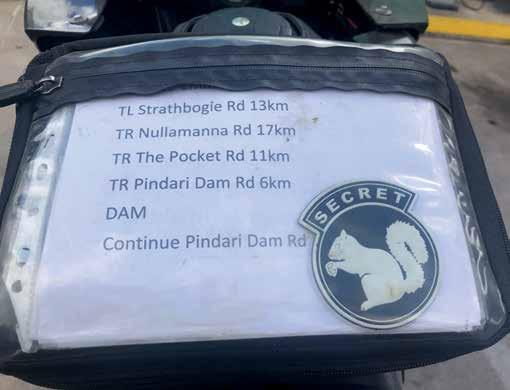 TL Strathbogie Rd 13km
TR Nullamanna Rd 17km
TR The Pocket Rd 11km
TR Pindari Dam Rd 6km
DAM
Continue Pindari Dam Rd
SECRET